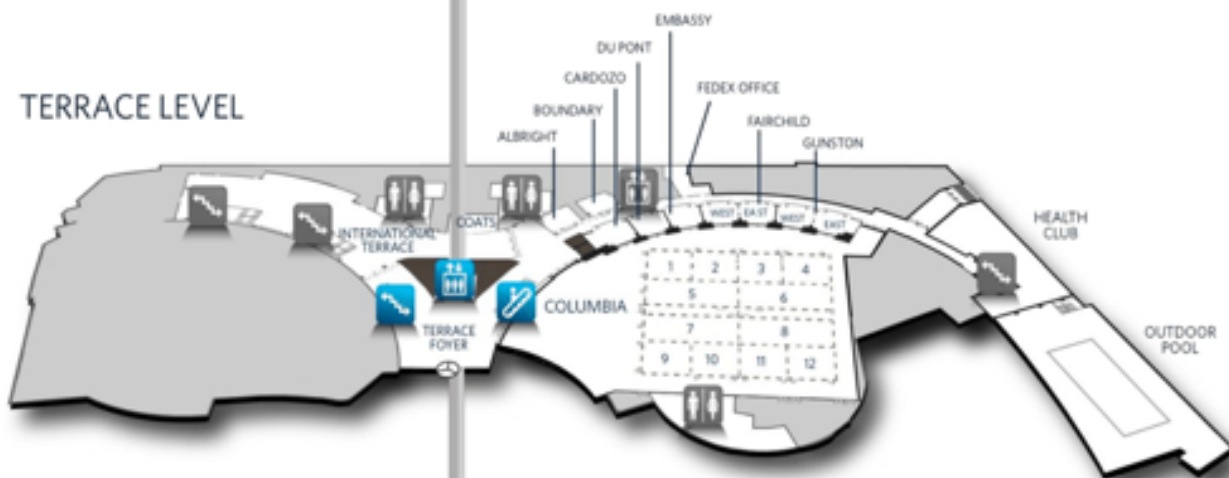 EMBASSY
DU PONT
CARDOZO
FEDEX OFFICE
TERRACE LEVEL
BOUNDARY
FAIRCHILD
ALBRIGHT
GUNSTON
COATS
WEST EAST WEST EAST
INTERNATIONAL
TERRACE
HEALTH
CLUB
1 2 3 4
5 6
COLUMBIA
TERRACE
FOYER
7 8
OUTDOOR
POOL
9 10 11 12